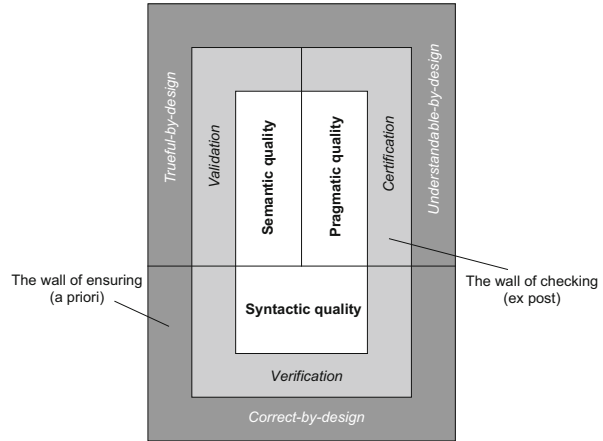 Trueful-by-design
Validation
Semantic quality
Pragmatic quality
Certification
Understandable-by-design
The wall of ensuring
(a priori)
The wall of checking
(ex post)
Syntactic quality
Verification
Correct-by-design